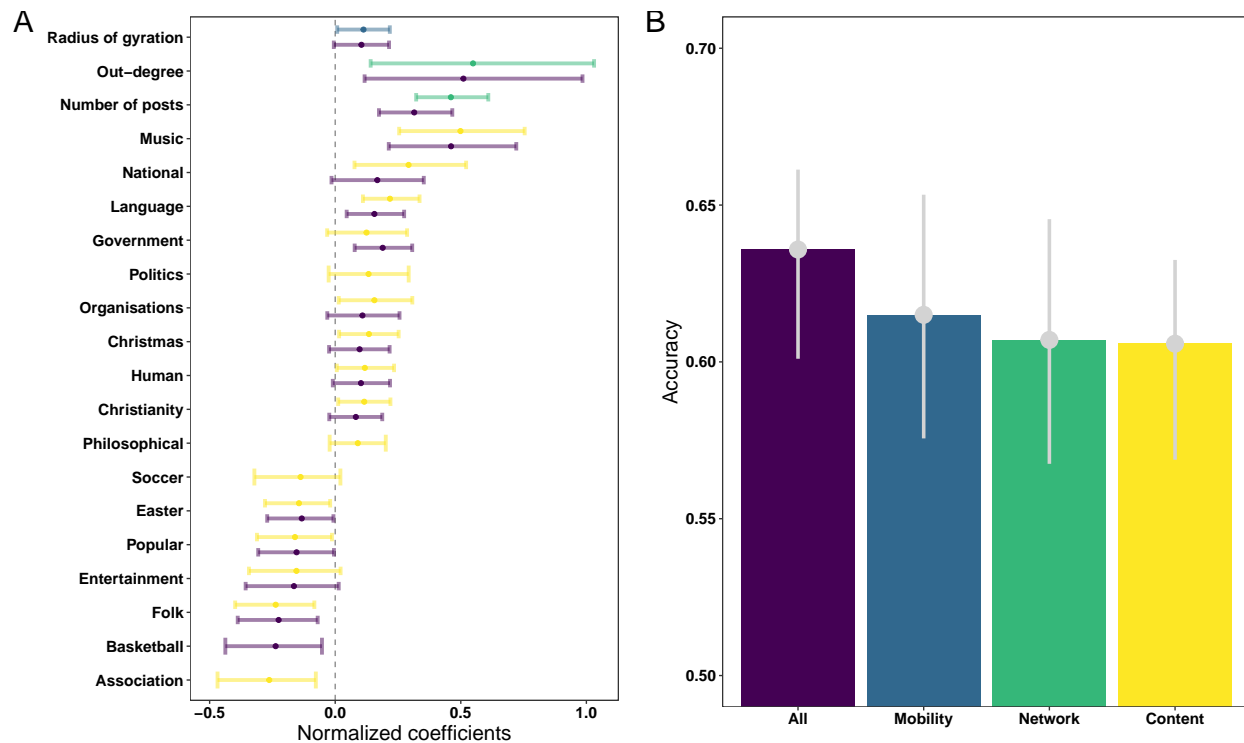 A
Radius of gyration
Out−degree
Number of posts
Music
National
Language
Government
Politics
Organisations
Christmas
Human
Christianity
Philosophical
Soccer
Easter
Popular
Entertainment
Folk
Basketball
Association
−0.5 0.0 0.5 1.0
Normalized coefficients
B
0.70
0.65
0.60
0.55
0.50
Accuracy
All Mobility Network Content